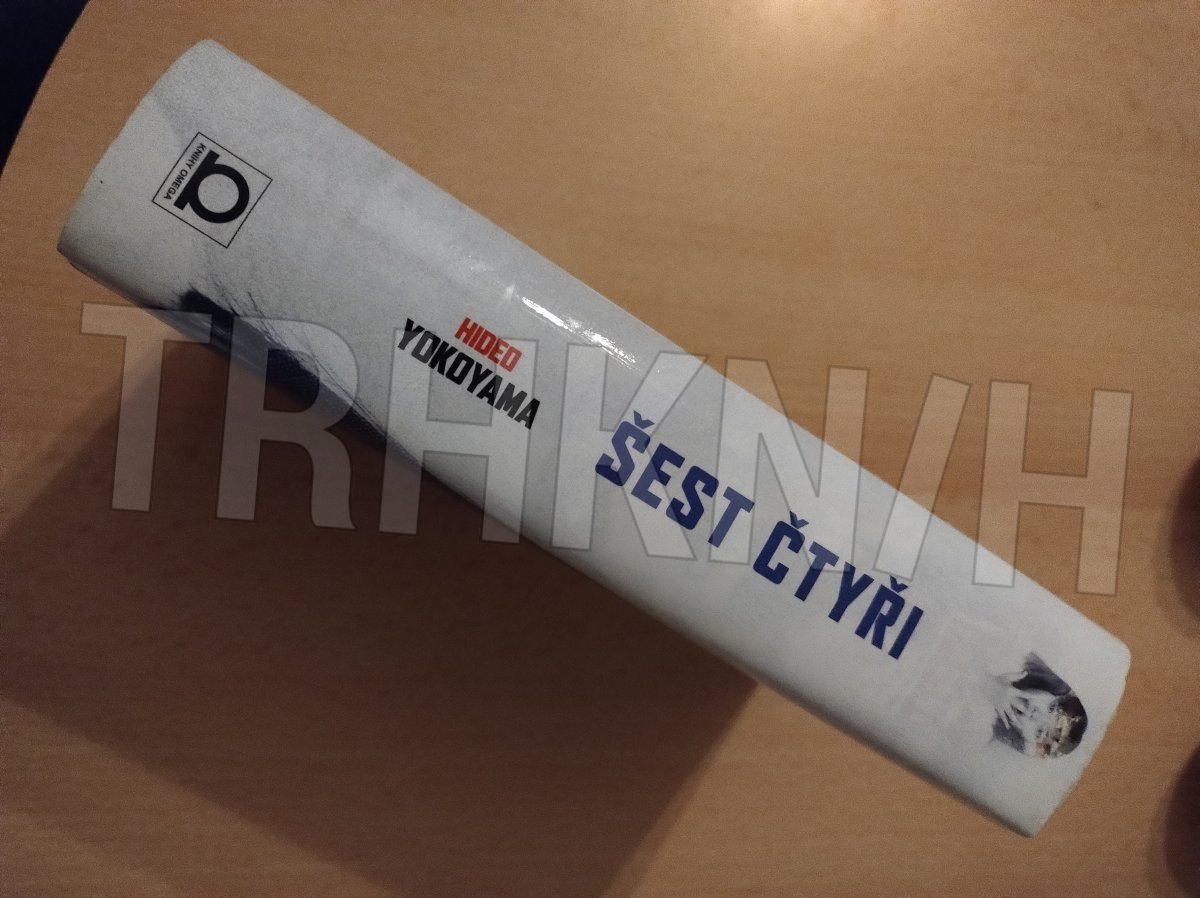 KNIHY OMEGA
HIDEO
YOKOYAMA
ŠEST ČTYŘI
TRHKNIH